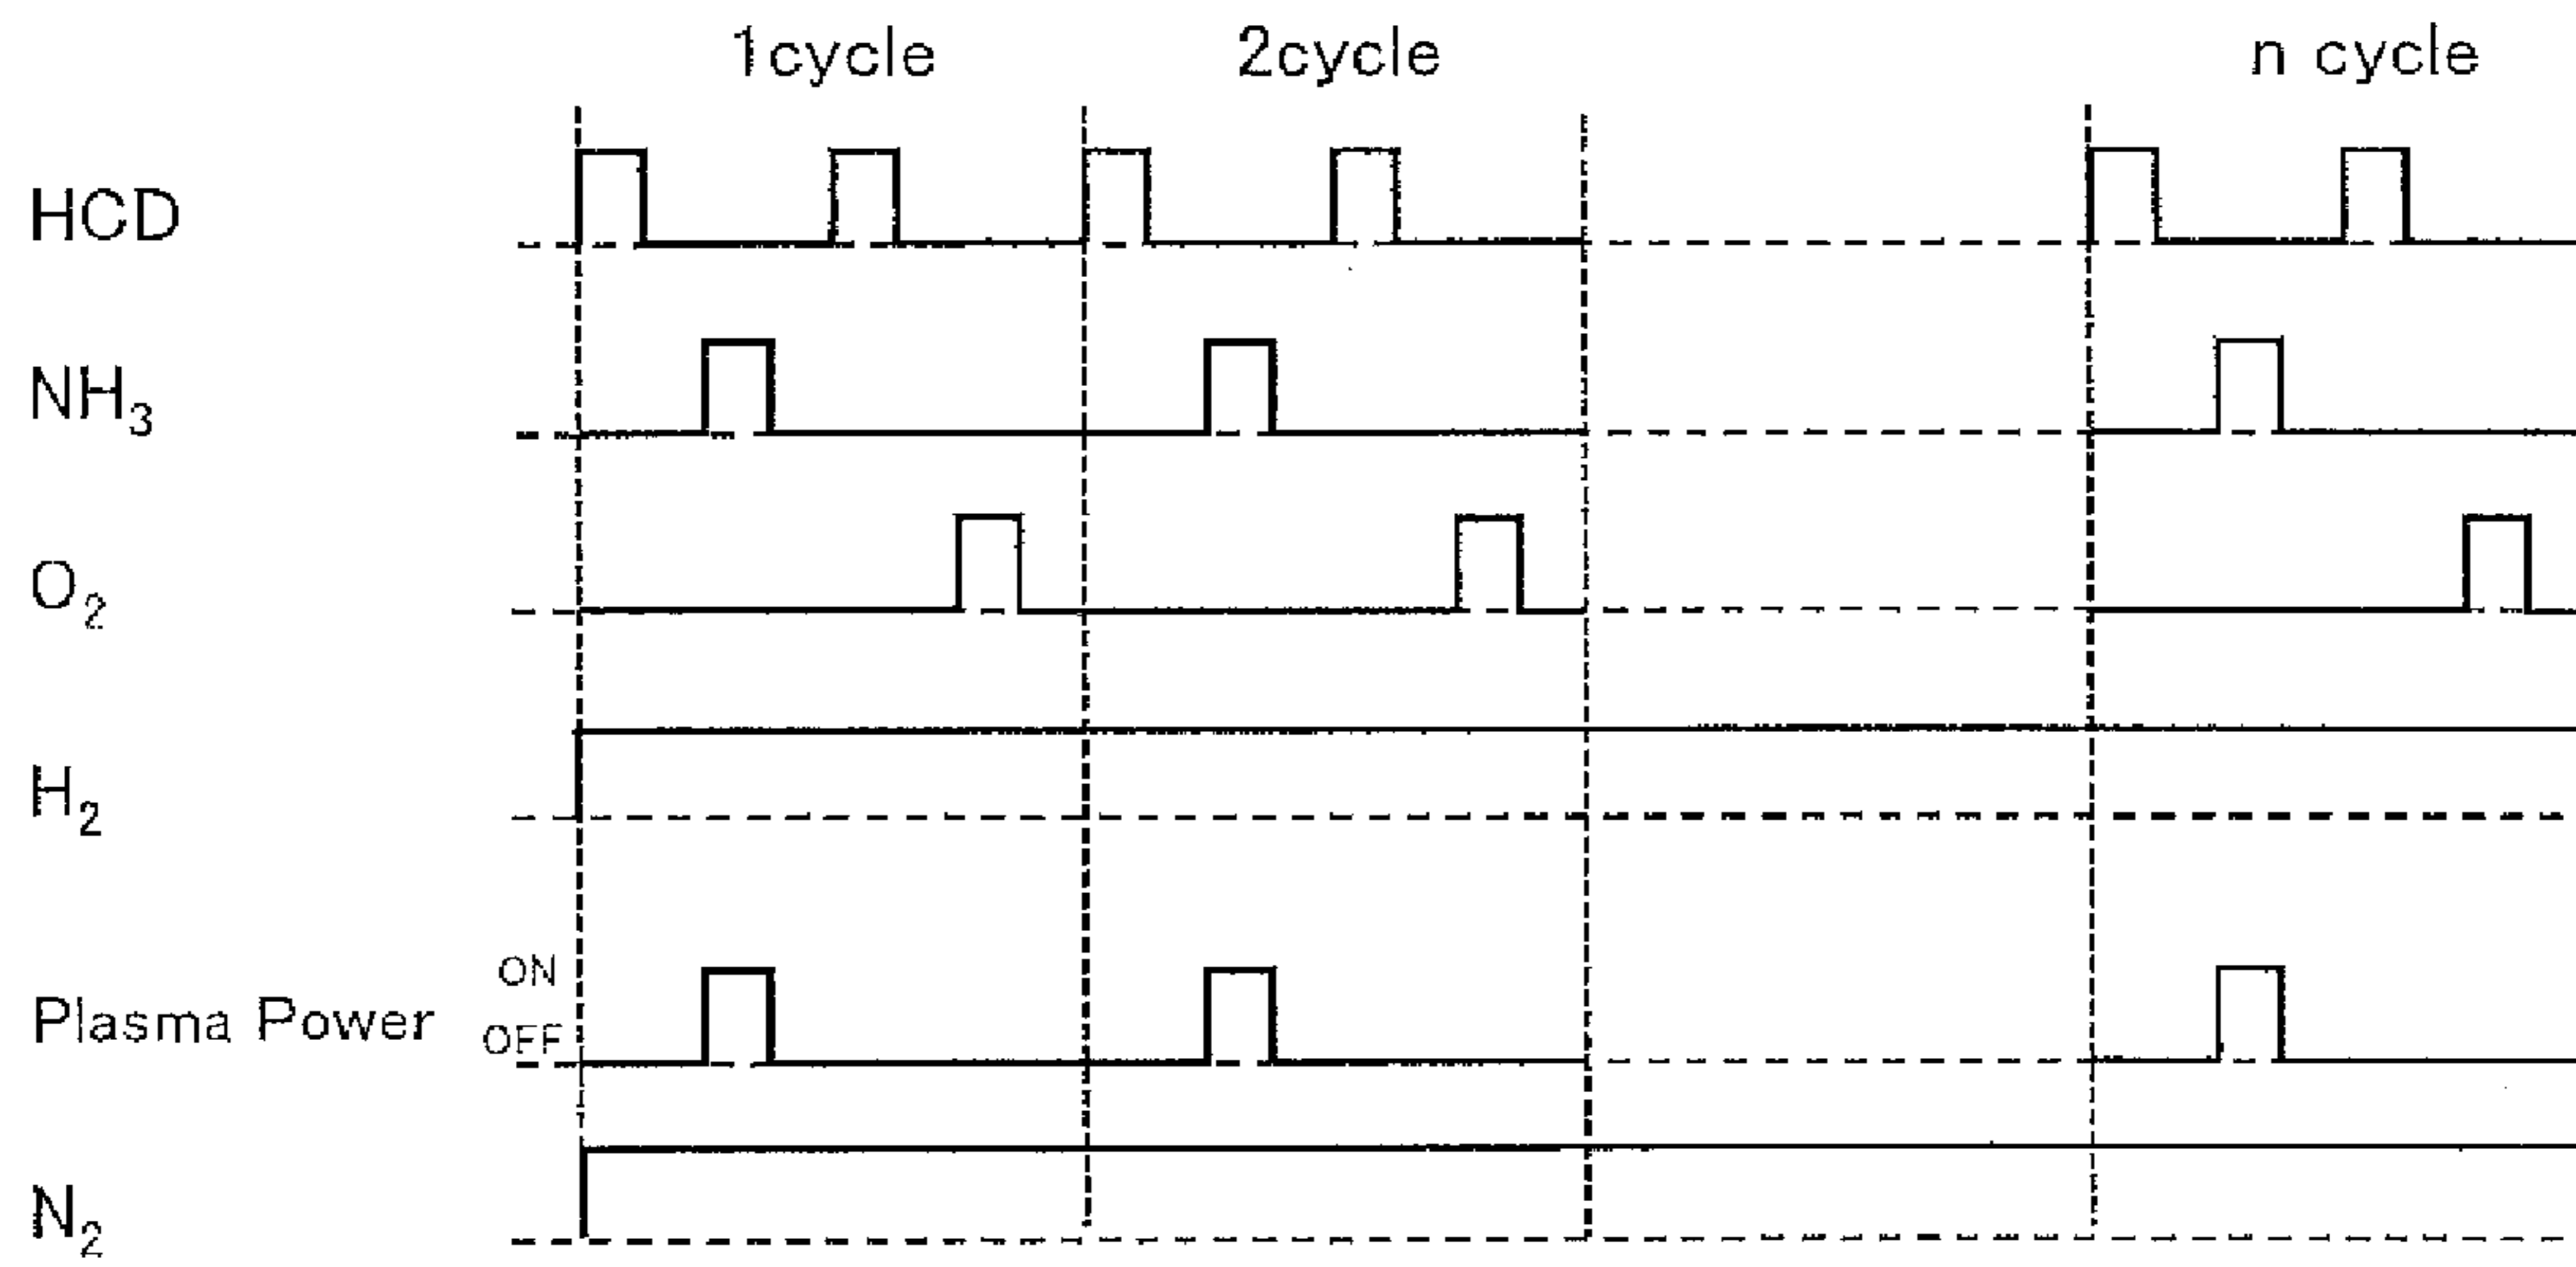 1cycle 2cycle n cycle
HCD
NH₃
O₂
H₂
ON
Plasma Power OFF
N₂